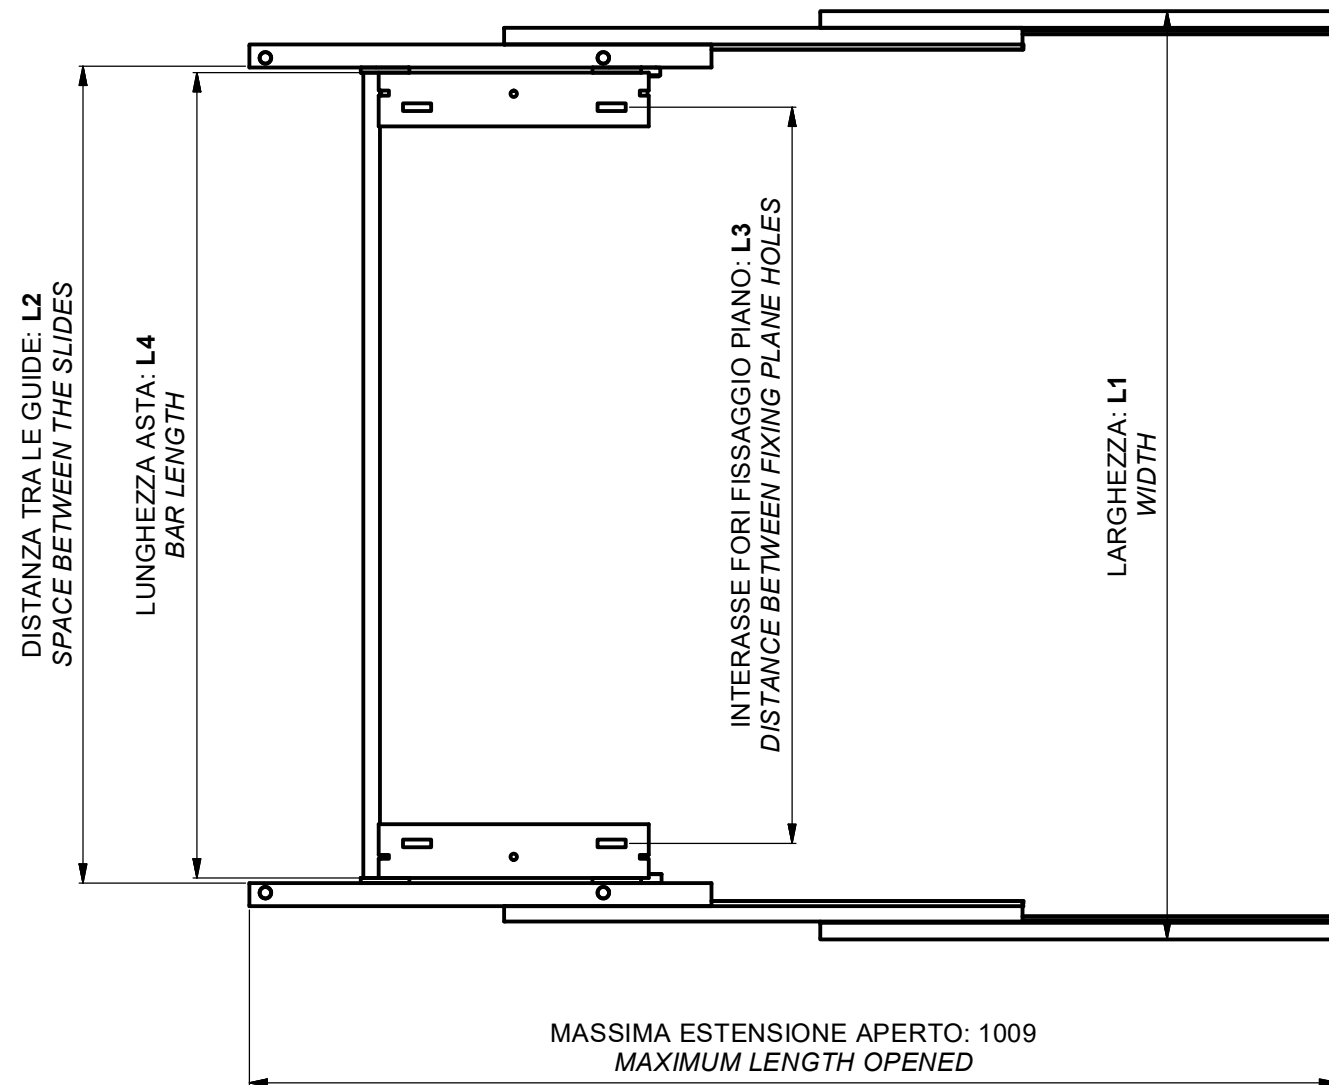 DISTANZA TRA LE GUIDE: L2
SPACE BETWEEN THE SLIDES
LUNGHEZZA ASTA: L4
BAR LENGTH
INTERASSE FORI FISSAGGIO PIANO: L3
DISTANCE BETWEEN FIXING PLANE HOLES
LARGHEZZA: L1
WIDTH
MASSIMA ESTENSIONE APERTO: 1009
MAXIMUM LENGTH OPENED